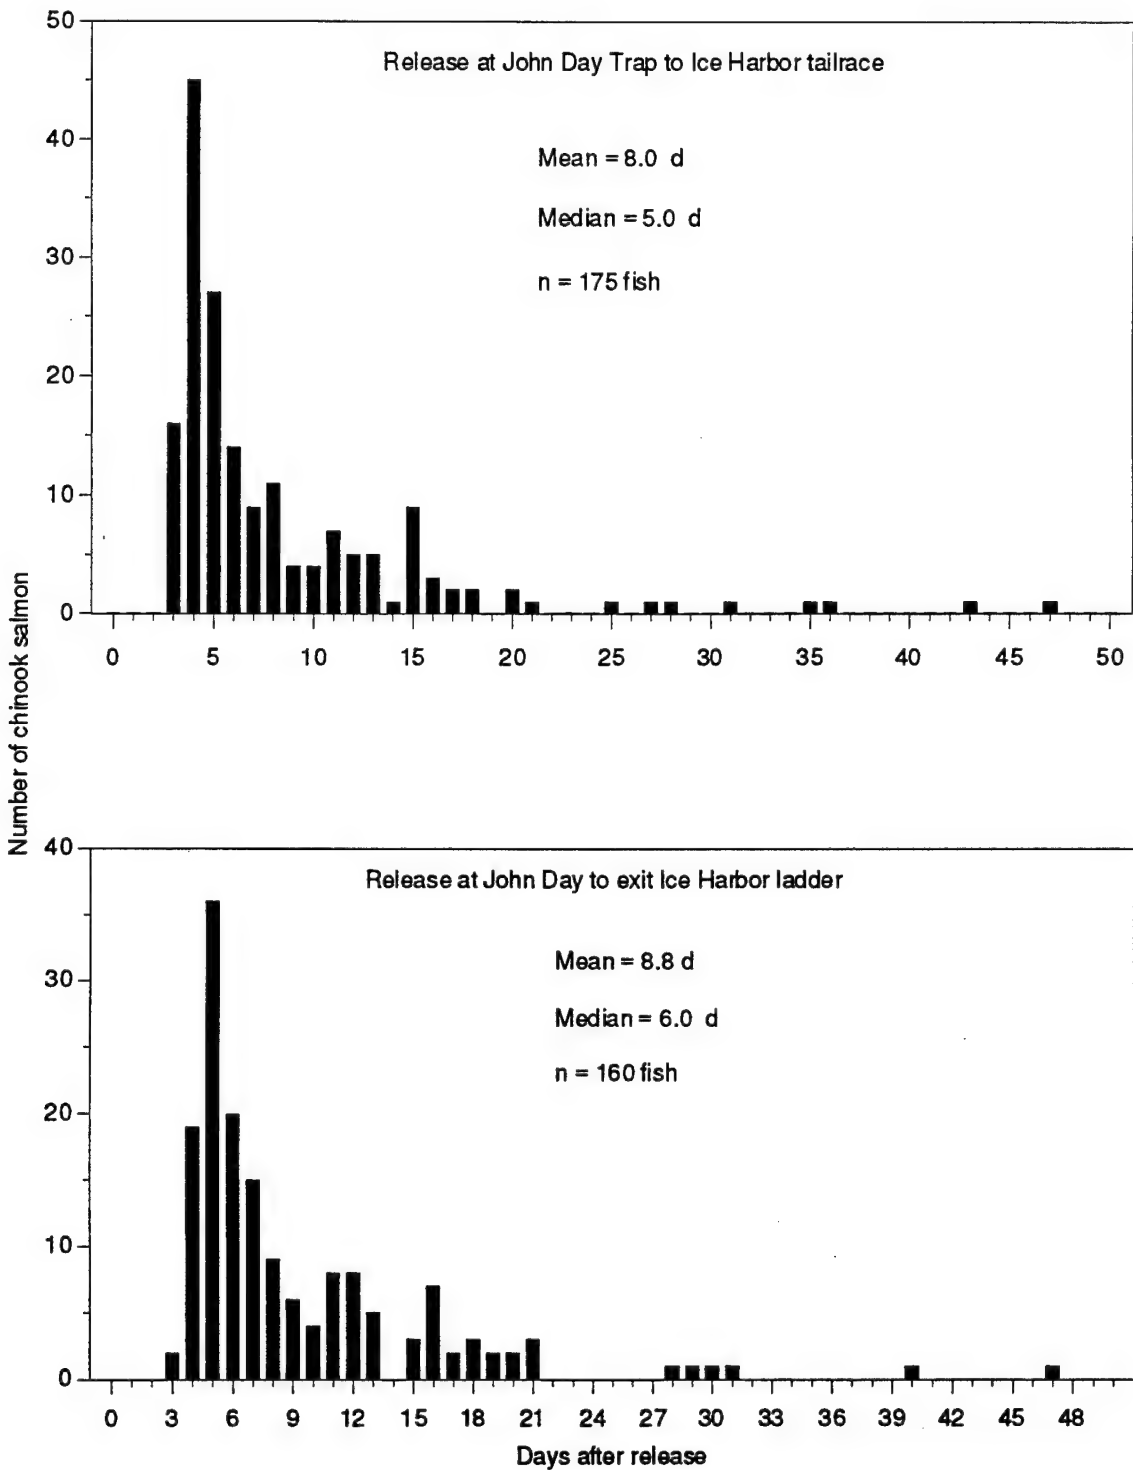 50
Release at John Day Trap to Ice Harbor tailrace
40
Mean = 8.0 d
Median = 5.0 d
30
n = 175 fish
20
10
0
0 5 10 15 20 25 30 35 40 45 50
Number of chinook salmon
40
Release at John Day to exit Ice Harbor ladder
Mean = 8.8 d
30
Median = 6.0 d
n = 160 fish
20
10
0
0 3 6 9 12 15 18 21 24 27 30 33 36 39 42 45 48
Days after release